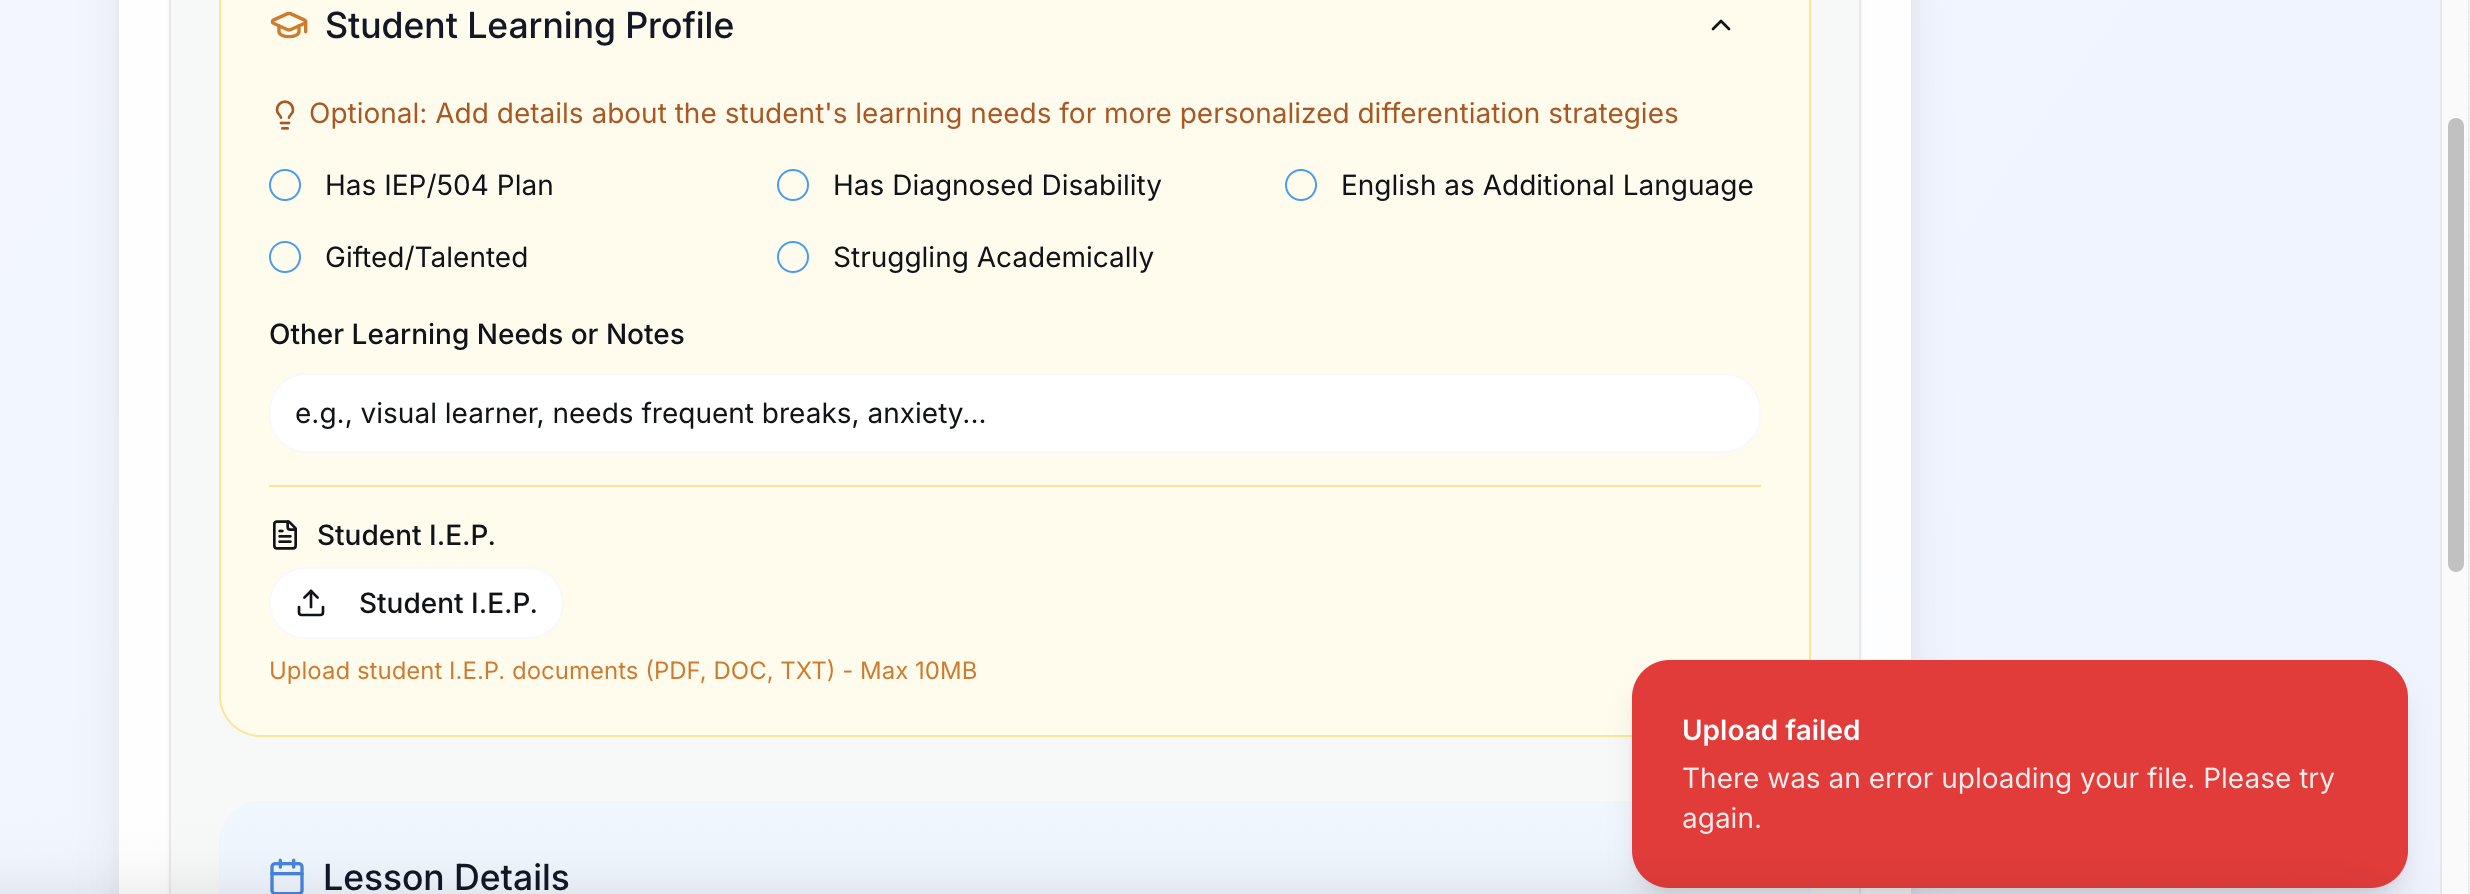 Student Learning Profile
Optional: Add details about the student's learning needs for more personalized differentiation strategies
Has IEP/504 Plan
Has Diagnosed Disability
English as Additional Language
Gifted/Talented
Struggling Academically
Other Learning Needs or Notes
e.g., visual learner, needs frequent breaks, anxiety...
Student I.E.P.
Student I.E.P.
Upload student I.E.P. documents (PDF, DOC, TXT) - Max 10MB
Upload failed
There was an error uploading your file. Please try
again.
Lesson Details